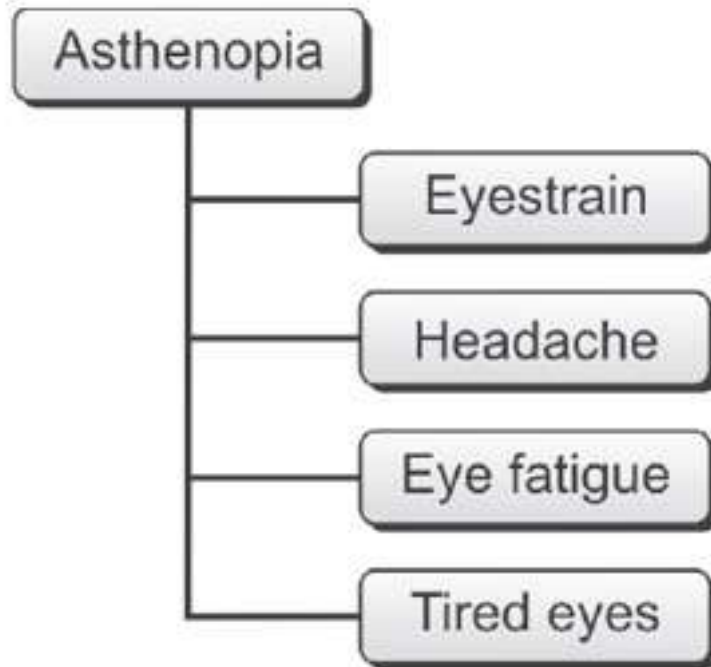 Asthenopia
Eyestrain
Headache
Eye fatigue
Tired eyes